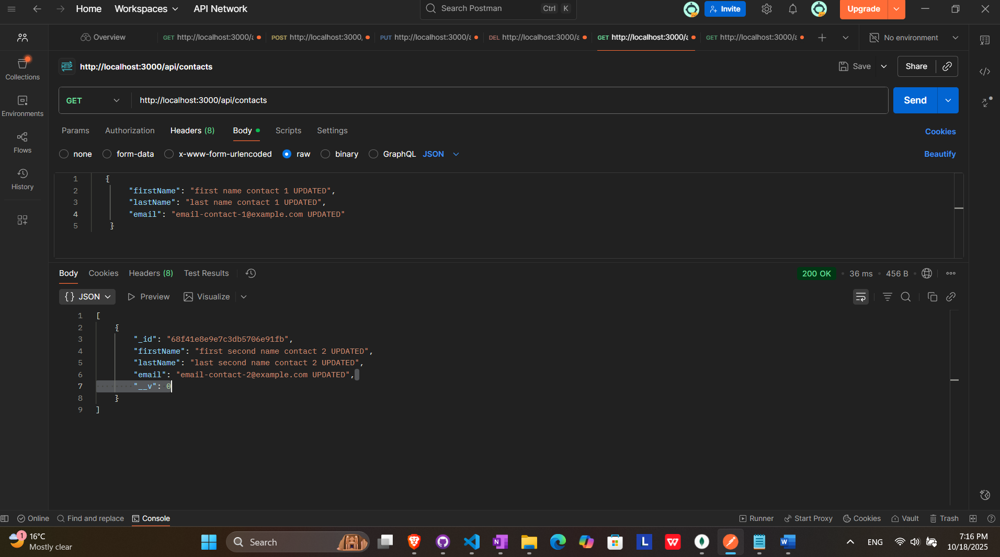 Home Workspaces API Network Search Postman Ctrl K Invite Upgrade
Overview GET http://localhost:3000/a POST http://localhost:3000, PUT http://localhost:3000/a DEL http://localhost:3000/a GET http://localhost:3000/a GET http://localhost:3000/a No environment
HTTP http://localhost:3000/api/contacts Save Share
Collections
Environments
Flows
History
GET http://localhost:3000/api/contacts Send
Params Authorization Headers (8) Body Scripts Settings Cookies
none form-data x-www-form-urlencoded raw binary GraphQL JSON Beautify
1 {
2 "firstName": "first name contact 1 UPDATED",
3 "lastName": "last name contact 1 UPDATED",
4 "email": "email-contact-1@example.com UPDATED"
5 }
Body Cookies Headers (8) Test Results 200 OK 36 ms 456 B
{} JSON Preview Visualize
1 [
2 {
3 "_id": "68f41e8e9e7c3db5706e91fb",
4 "firstName": "first second name contact 2 UPDATED",
5 "lastName": "last second name contact 2 UPDATED",
6 "email": "email-contact-2@example.com UPDATED",
7 "__v": 0
8 }
9 ]
Online Find and replace Console Runner Start Proxy Cookies Vault Trash
1 16°C
Mostly clear
Search
N L W W
ENG
7:16 PM
10/18/2025